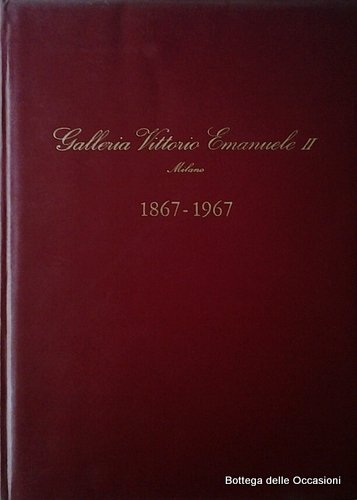 Galleria Vittorio Emanuele II
Milano
1867-1967
Bottega delle Occasioni